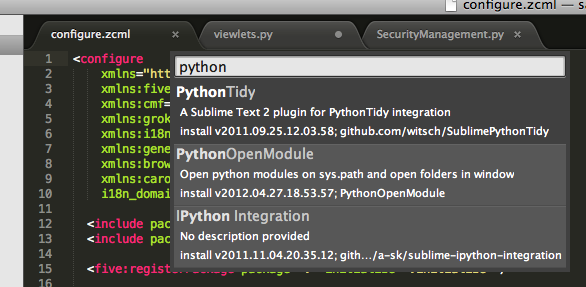 configure.zcml — s
configure.zcml × viewlets.py SecurityManagement.py ×
python
PythonTidy
A Sublime Text 2 plugin for PythonTidy integration
install v2011.09.25.12.03.58; github.com/witsch/SublimePythonTidy
PythonOpenModule
Open python modules on sys.path and open folders in window
install v2012.04.27.18.53.57; PythonOpenModule
IPython Integration
No description provided
install v2011.11.04.20.35.12; gith.../a-sk/sublime-ipython-integration
1 <configure
2 xmlns="htt
3 xmlns:five
4 xmlns:cmf=
5 xmlns:grok
6 xmlns:i18n
7 xmlns:gene
8 xmlns:brow
9 xmlns:caro
10 i18n_domai
11
12 <include pac
13 <include pac
14
15 <five:registerPackage